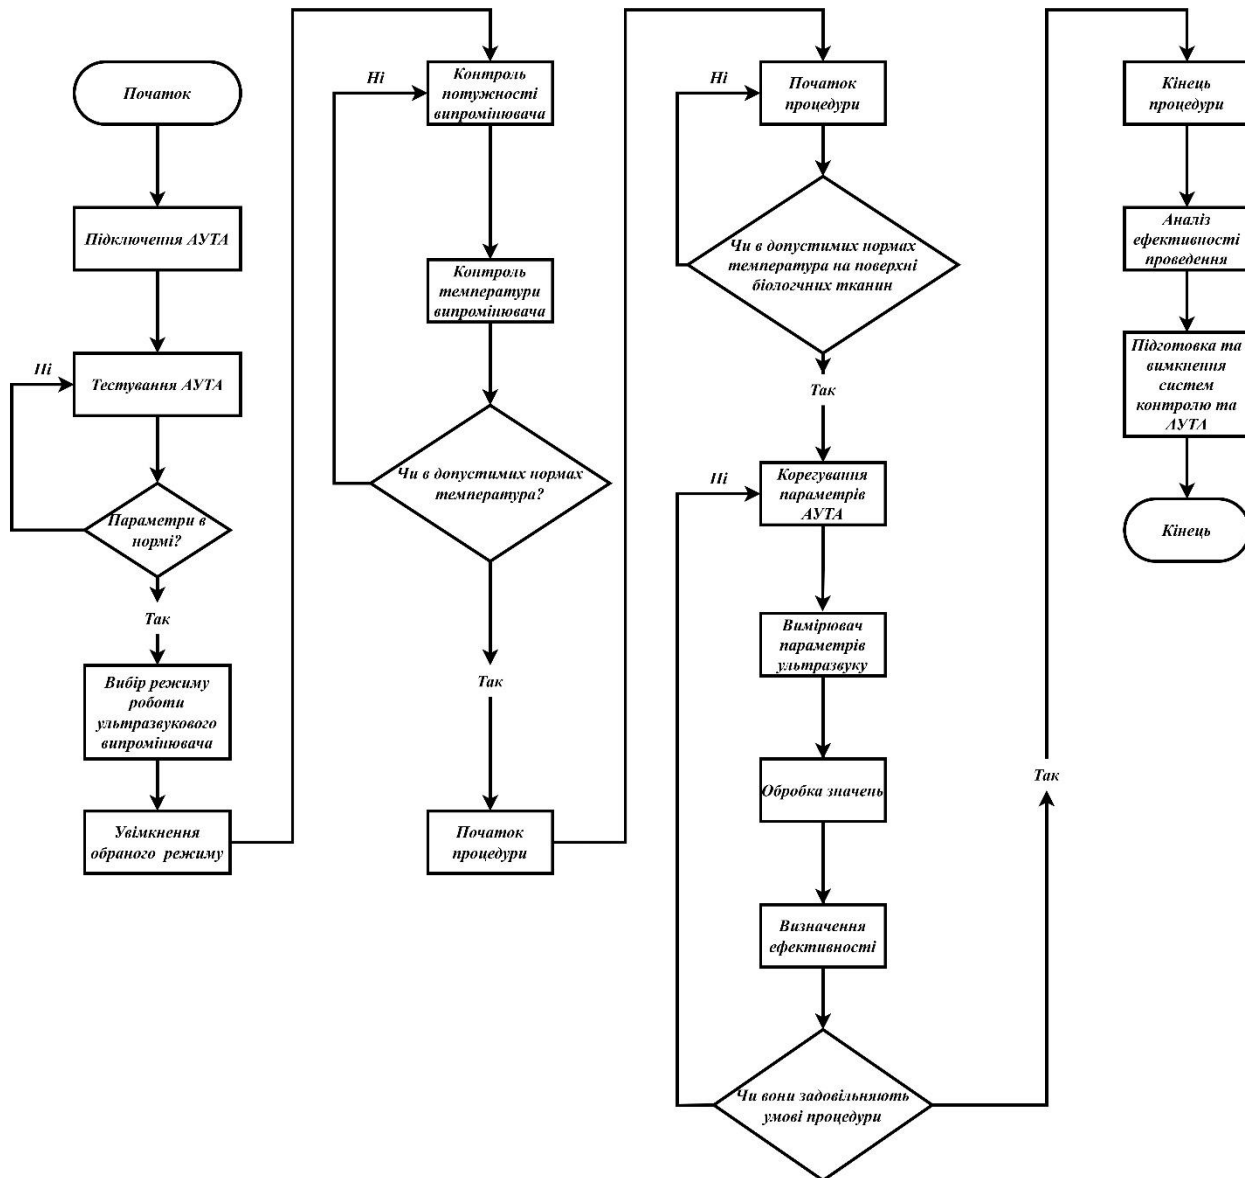 Початок
Підключення АУТА
Ні
Тестування АУТА
Параметри в
нормі?
Так
Вибір режиму
роботи
ультразвукового
випромінювача
Увімкнення
обраного режиму
Ні
Контроль
потужності
випромінювача
Контроль
температури
випромінювача
Чи в допустимих нормах
температура?
Так
Початок
процедури
Ні
Початок
процедури
Чи в допустимих нормах
температура на поверхні
біологчних тканин
Так
Ні
Корегування
параметрів
АУТА
Вимірювач
параметрів
ультразвуку
Обробка значень
Визначення
ефективності
Чи вони задовільняють
умові процедури
Так
Кінець
процедури
Аналіз
ефективності
проведення
Підготовка та
вимкнення
систем
контролю та
АУТА
Кінець